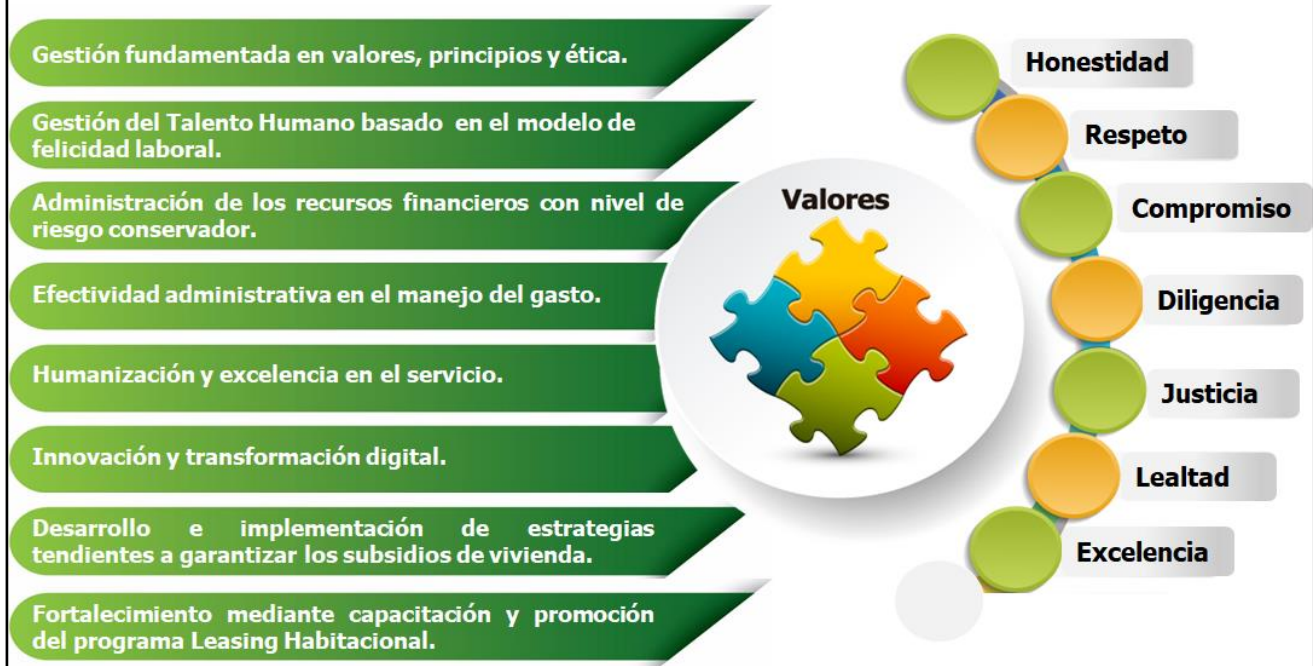 Gestión fundamentada en valores, principios y ética.
Gestión del Talento Humano basado en el modelo de
felicidad laboral.
Administración de los recursos financieros con nivel de
riesgo conservador.
Efectividad administrativa en el manejo del gasto.
Humanización y excelencia en el servicio.
Innovación y transformación digital.
Desarrollo e implementación de estrategias
tendientes a garantizar los subsidios de vivienda.
Fortalecimiento mediante capacitación y promoción
del programa Leasing Habitacional.
Valores
Honestidad
Respeto
Compromiso
Diligencia
Justicia
Lealtad
Excelencia